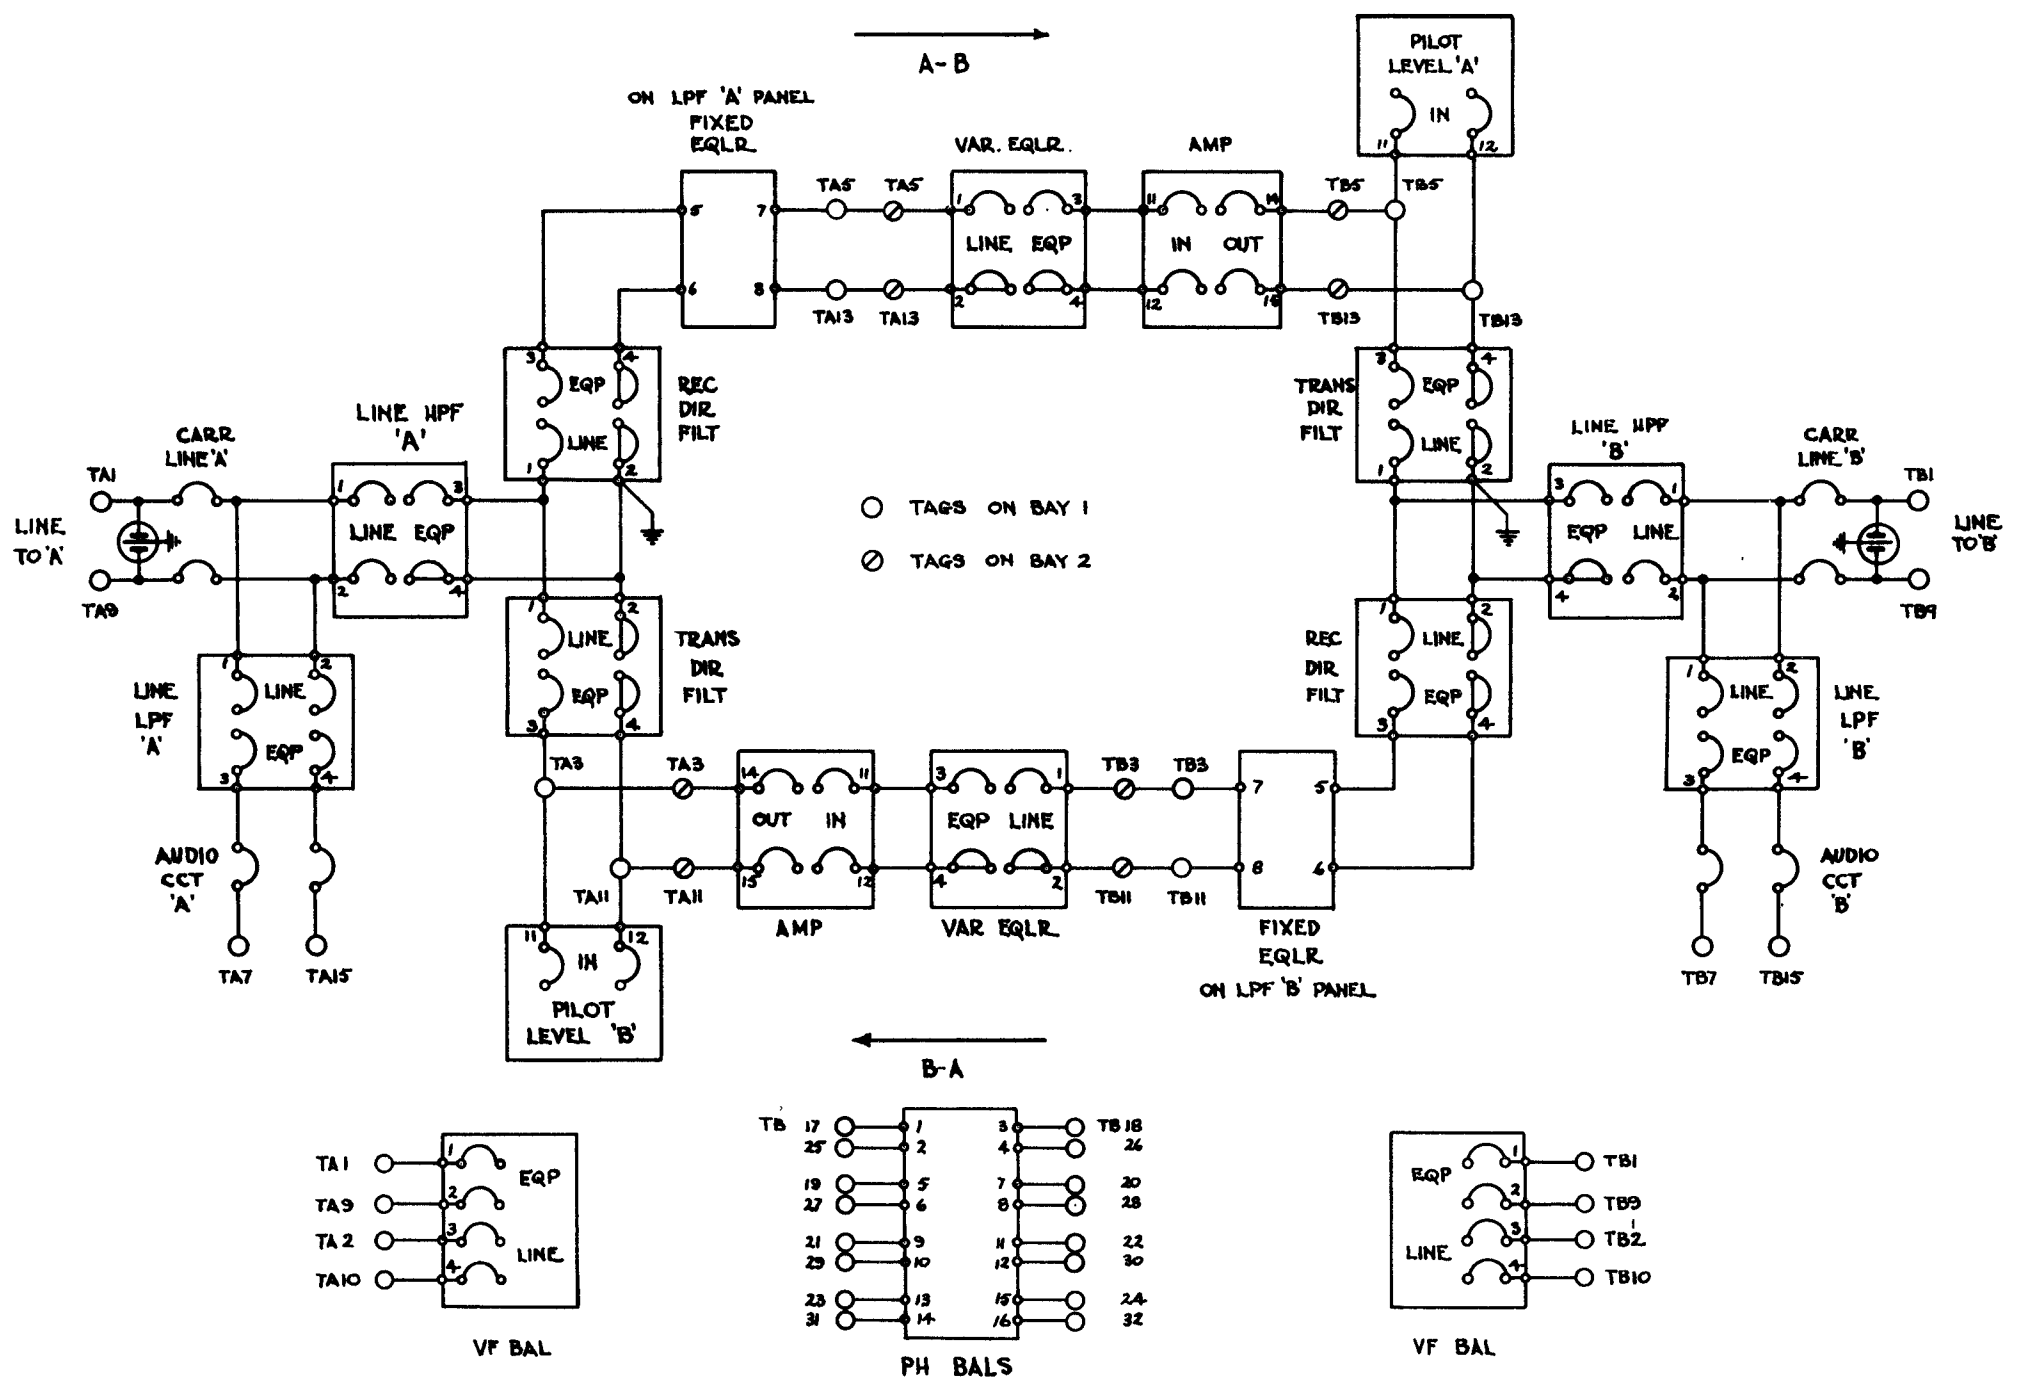 A-B
PILOT
LEVEL 'A'
IN
11 12
ON LPF 'A' PANEL
FIXED
EQLR
5 7
6 8
TA5 TA5
TA13 TA13
VAR. EQLR.
1 3
LINE EQP
2 4
AMP
11 14
IN OUT
12 15
TB5 TB5
TB13 TB13
3 4
EQP
LINE
1 2
REC
DIR
FILT
3 4
EQP
LINE
1 2
TRANS
DIR
FILT
LINE HPF
'A'
1 3
LINE EQP
2 4
CARR
LINE 'A'
TA1
LINE
TO 'A'
TA9
TAGS ON BAY 1
TAGS ON BAY 2
LINE HPF
'B'
3 1
EQP LINE
4 2
CARR
LINE 'B'
TB1
LINE
TO 'B'
TB9
LINE
LPF
'A'
1 2
LINE
EQP
3 4
1 2
LINE
EQP
3 4
TRANS
DIR
FILT
REC
DIR
FILT
1 2
LINE
EQP
3 4
1 2
LINE
EQP
3 4
LINE
LPF
'B'
TA3 TA3
TA11 TA11
14 11
OUT IN
15 12
AMP
3 1
EQP LINE
4 2
VAR EQLR
TB3 TB3
TB11 TB11
7 5
8 6
FIXED
EQLR
ON LPF 'B' PANEL
AUDIO
CCT
'A'
TA7 TA15
AUDIO
CCT
'B'
TB7 TB15
11 12
IN
PILOT
LEVEL 'B'
B-A
TA1 1
TA9 2
TA2 3
TA10 4
EQP
LINE
VF BAL
TB 17 1 3 TB 18
25 2 4 26
19 5 7 20
27 6 8 28
21 9 11 22
29 10 12 30
23 13 15 24
31 14 16 32
PH BALS
EQP
LINE
1 TB1
2 TB9
3 TB2
4 TB10
VF BAL